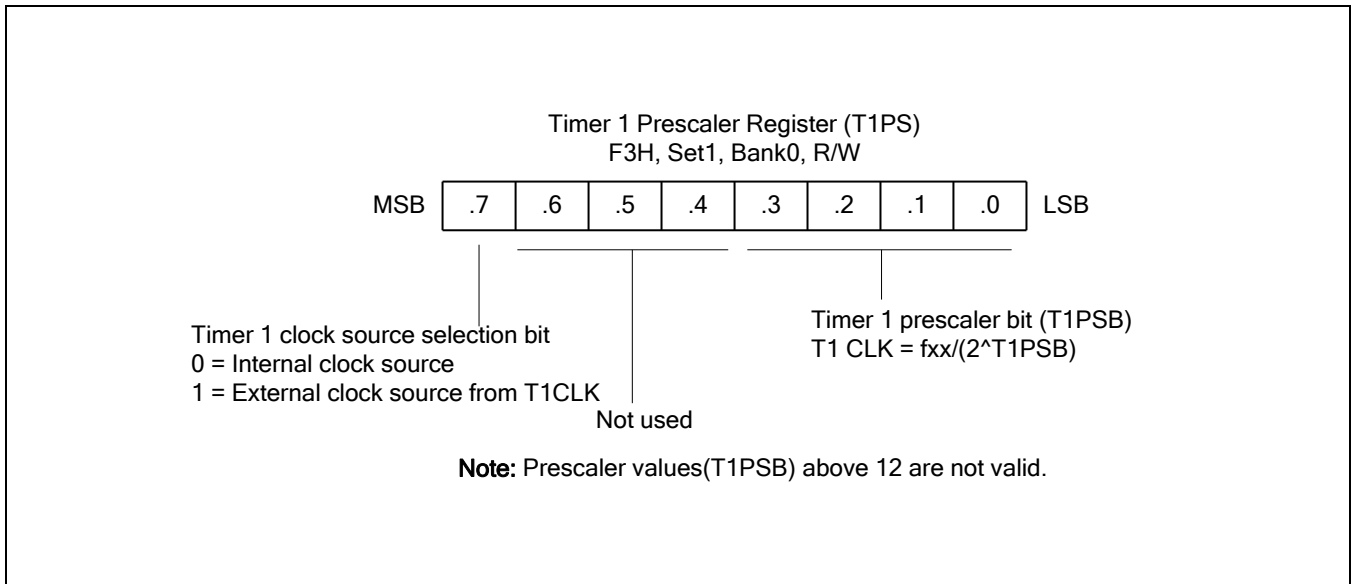 Timer 1 Prescaler Register (T1PS)
F3H, Set1, Bank0, R/W
MSB .7 .6 .5 .4 .3 .2 .1 .0 LSB
Timer 1 clock source selection bit
0 = Internal clock source
1 = External clock source from T1CLK
Not used
Timer 1 prescaler bit (T1PSB)
T1 CLK = fxx/(2^T1PSB)
Note: Prescaler values(T1PSB) above 12 are not valid.